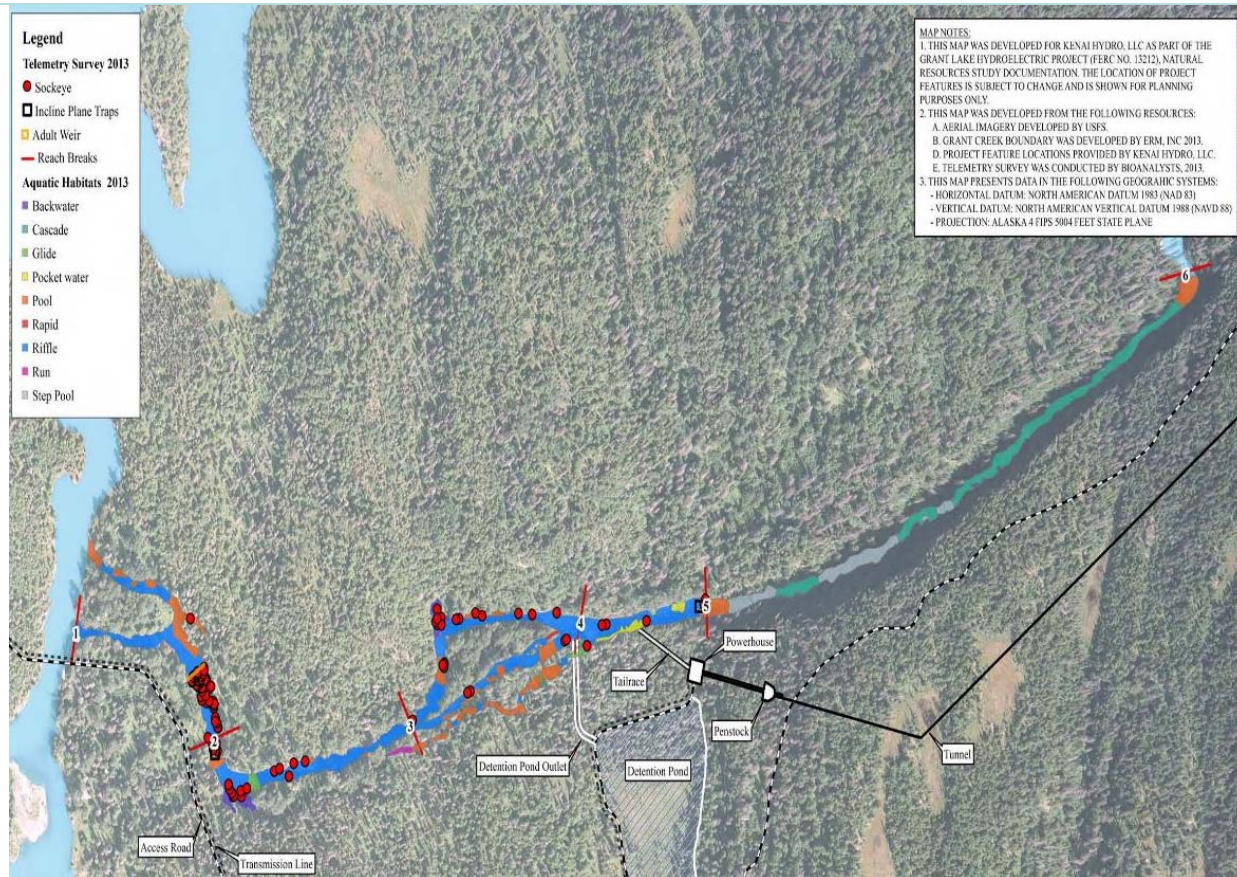 Legend
Telemetry Survey 2013
Sockeye
Incline Plane Traps
Adult Weir
Reach Breaks
Aquatic Habitats 2013
Backwater
Cascade
Glide
Pocket water
Pool
Rapid
Riffle
Run
Step Pool
MAP NOTES:
1. THIS MAP WAS DEVELOPED FOR KENAI HYDRO, LLC AS PART OF THE
GRANT LAKE HYDROELECTRIC PROJECT (FERC NO. 13212), NATURAL
RESOURCES STUDY DOCUMENTATION. THE LOCATION OF PROJECT
FEATURES IS SUBJECT TO CHANGE AND IS SHOWN FOR PLANNING
PURPOSES ONLY.
2. THIS MAP WAS DEVELOPED FROM THE FOLLOWING RESOURCES:
A. AERIAL IMAGERY DEVELOPED BY USFS.
B. GRANT CREEK BOUNDARY WAS DEVELOPED BY ERM, INC 2013.
D. PROJECT FEATURE LOCATIONS PROVIDED BY KENAI HYDRO, LLC.
E. TELEMETRY SURVEY WAS CONDUCTED BY BIOANALYSTS, 2013.
3. THIS MAP PRESENTS DATA IN THE FOLLOWING GEOGRAHIC SYSTEMS:
- HORIZONTAL DATUM: NORTH AMERICAN DATUM 1983 (NAD 83)
- VERTICAL DATUM: NORTH AMERICAN VERTICAL DATUM 1988 (NAVD 88)
- PROJECTION: ALASKA 4 FIPS 5004 FEET STATE PLANE
6
5
4
1
Powerhouse
Tailrace
Penstock
3
2
Tunnel
Detention Pond Outlet
Detention Pond
Access Road
Transmission Line